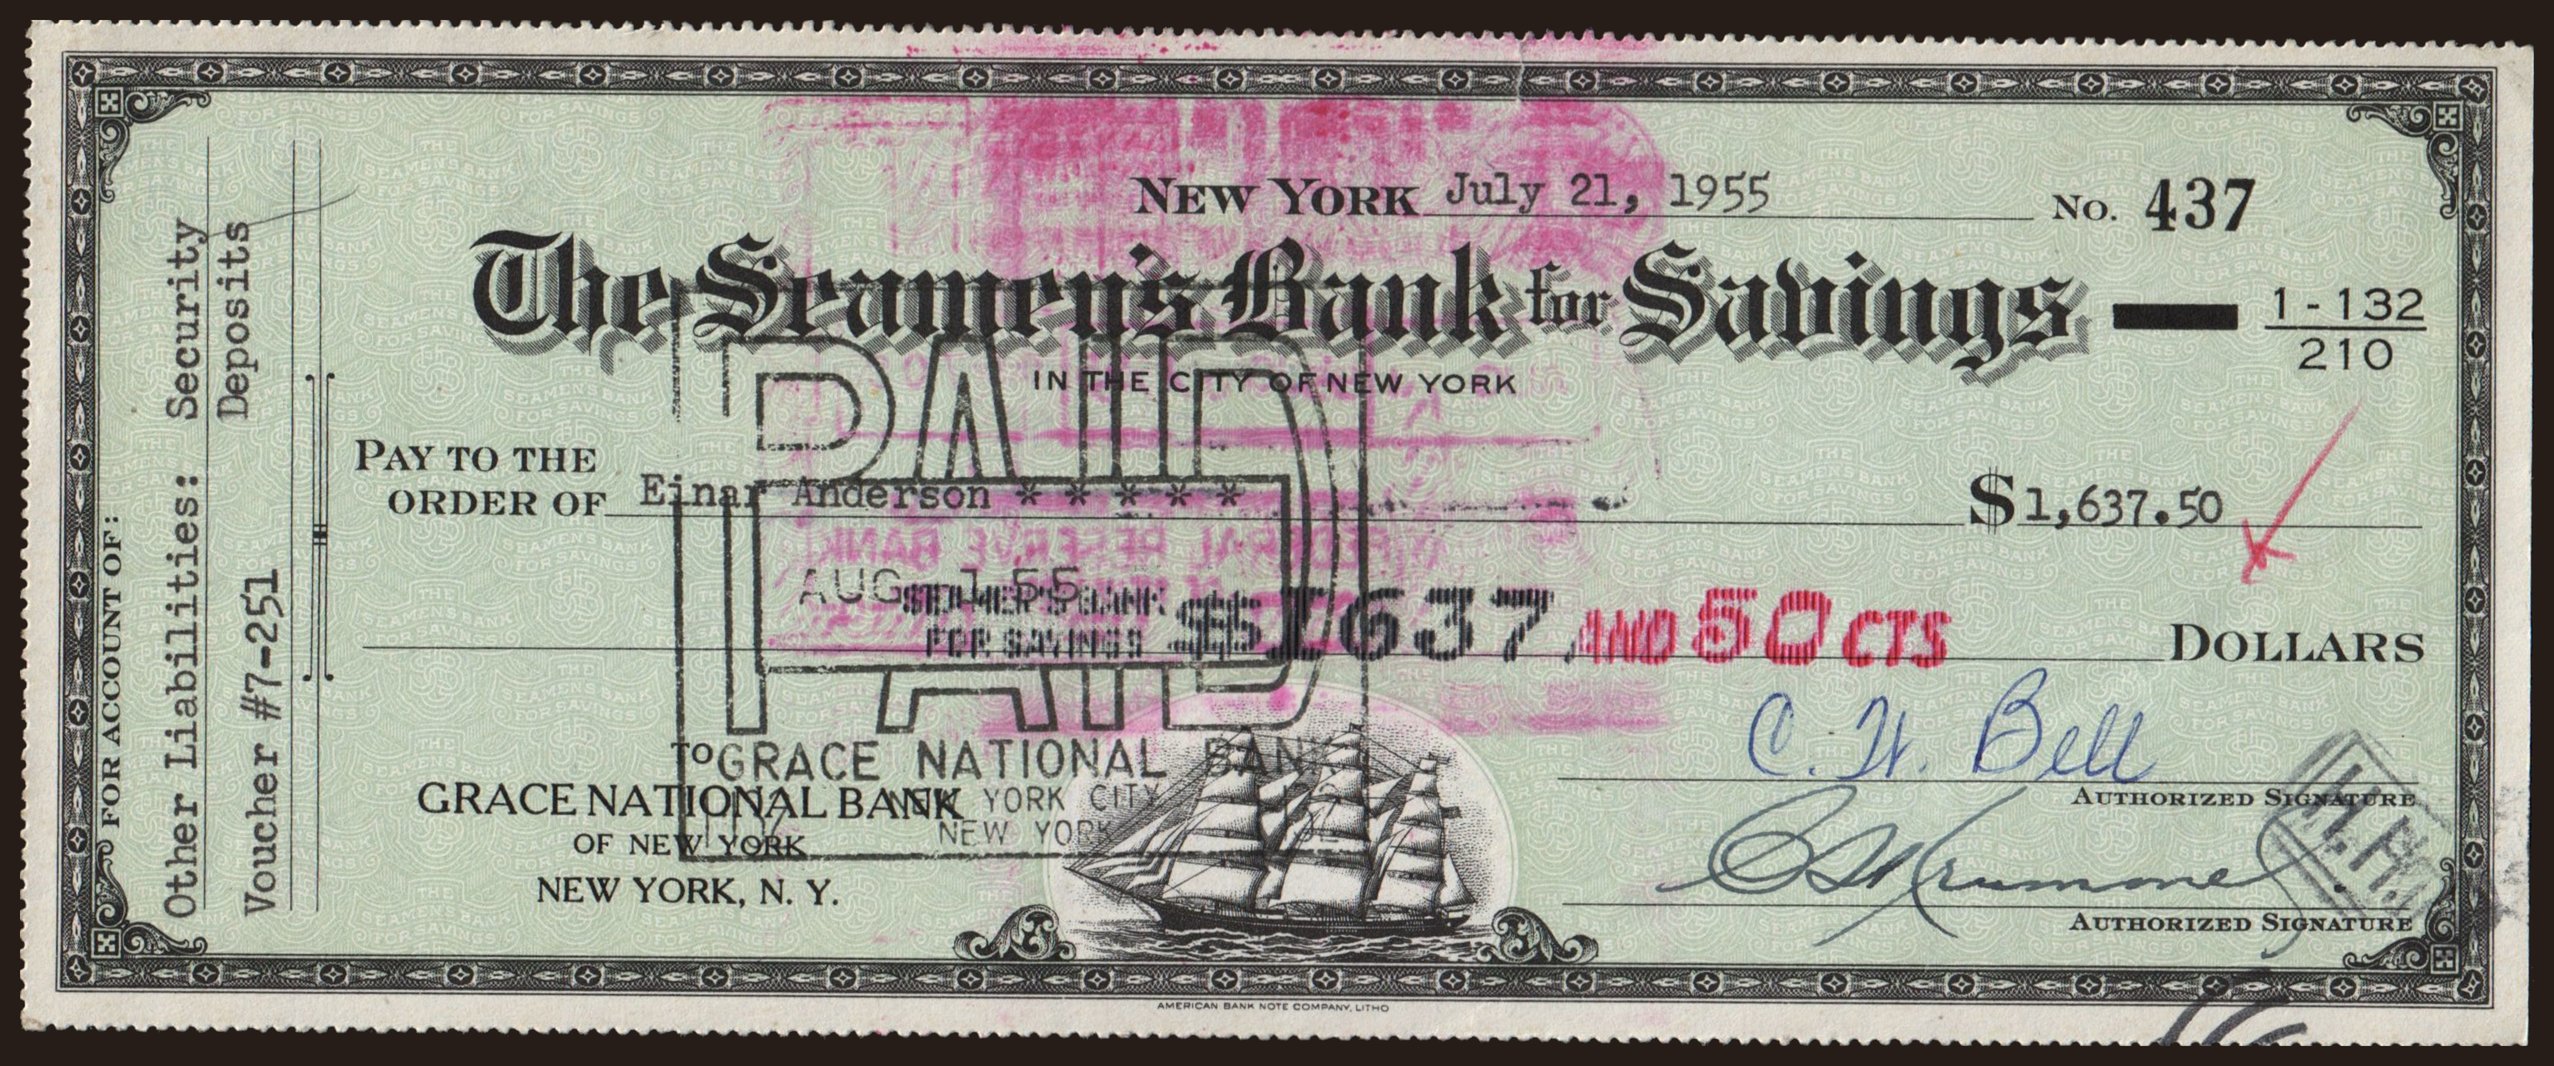 NEW YORK July 21, 1955 No. 437
The Seamen's Bank for Savings — 1-132/210
IN THE CITY OF NEW YORK
PAY TO THE
ORDER OF Einar Anderson * * * * * $1,637.50
PAID
AUG 1 55
SEAMEN'S BANK
FOR SAVINGS $1637 AND 50 CTS DOLLARS
TO GRACE NATIONAL BANK
NEW YORK CITY
NEW YORK
GRACE NATIONAL BANK
OF NEW YORK
NEW YORK, N. Y.
C. H. Bell
AUTHORIZED SIGNATURE
AUTHORIZED SIGNATURE
FOR ACCOUNT OF:
Other Liabilities: Security
Deposits
Voucher #7-251
AMERICAN BANK NOTE COMPANY, LITHO